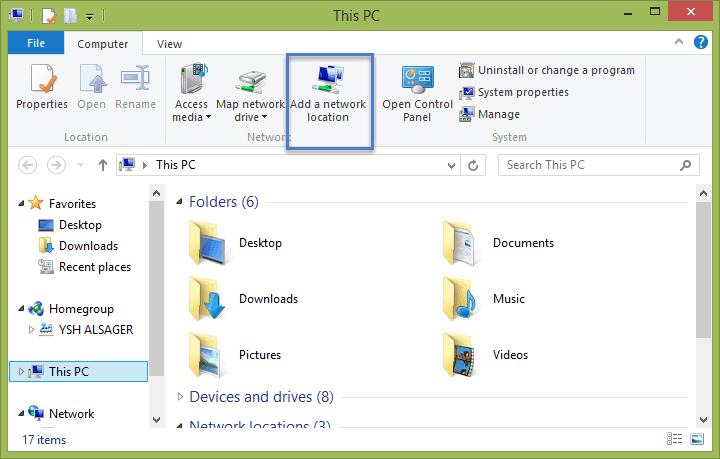 This PC
File Computer View
Properties Open Rename Access media Map network drive Add a network location Open Control Panel
Uninstall or change a program
System properties
Manage
Location Network System
This PC Search This PC
Favorites
Desktop
Downloads
Recent places
Homegroup
YSH ALSAGER
This PC
Network
Folders (6)
Desktop Documents
Downloads Music
Pictures Videos
Devices and drives (8)
Network locations (3)
17 items